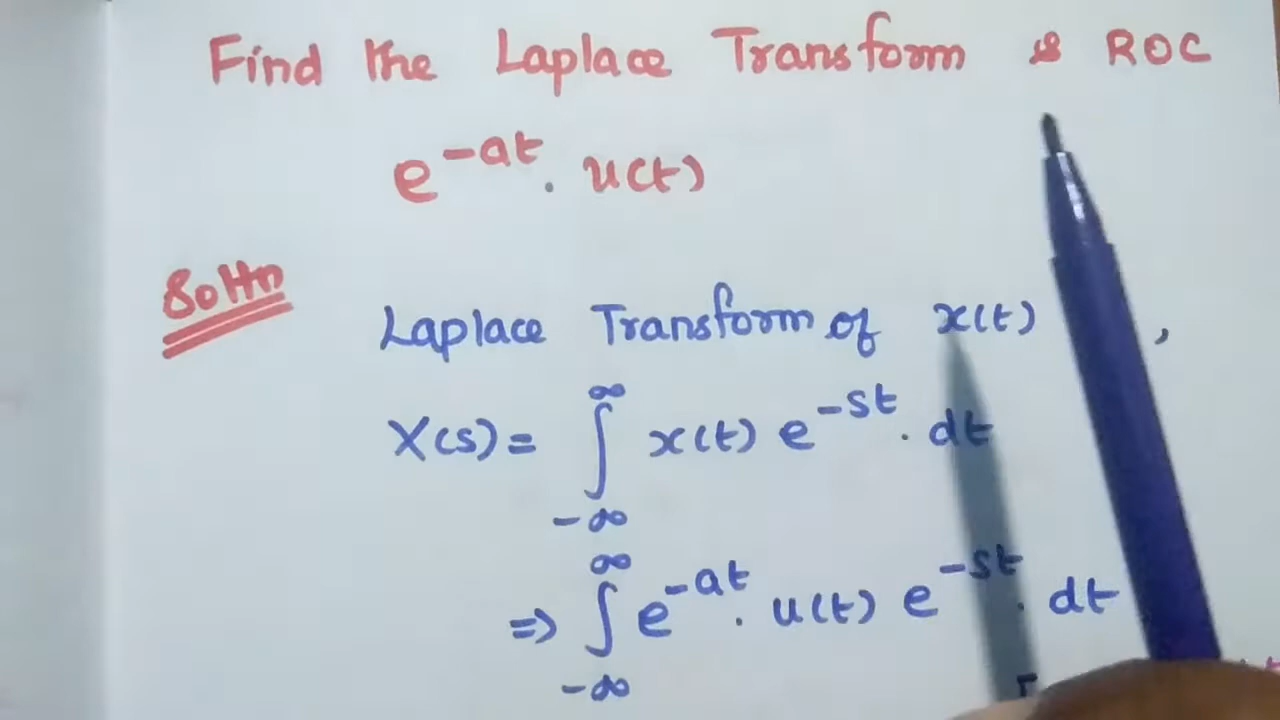 Find the Laplace Transform & ROC
e^{-at} . u(t)
Soltn
Laplace Transform of x(t) ,
X(s) = ∫_{-∞}^{∞} x(t) e^{-st} . dt
⇒ ∫_{-∞}^{∞} e^{-at} . u(t) e^{-st} . dt